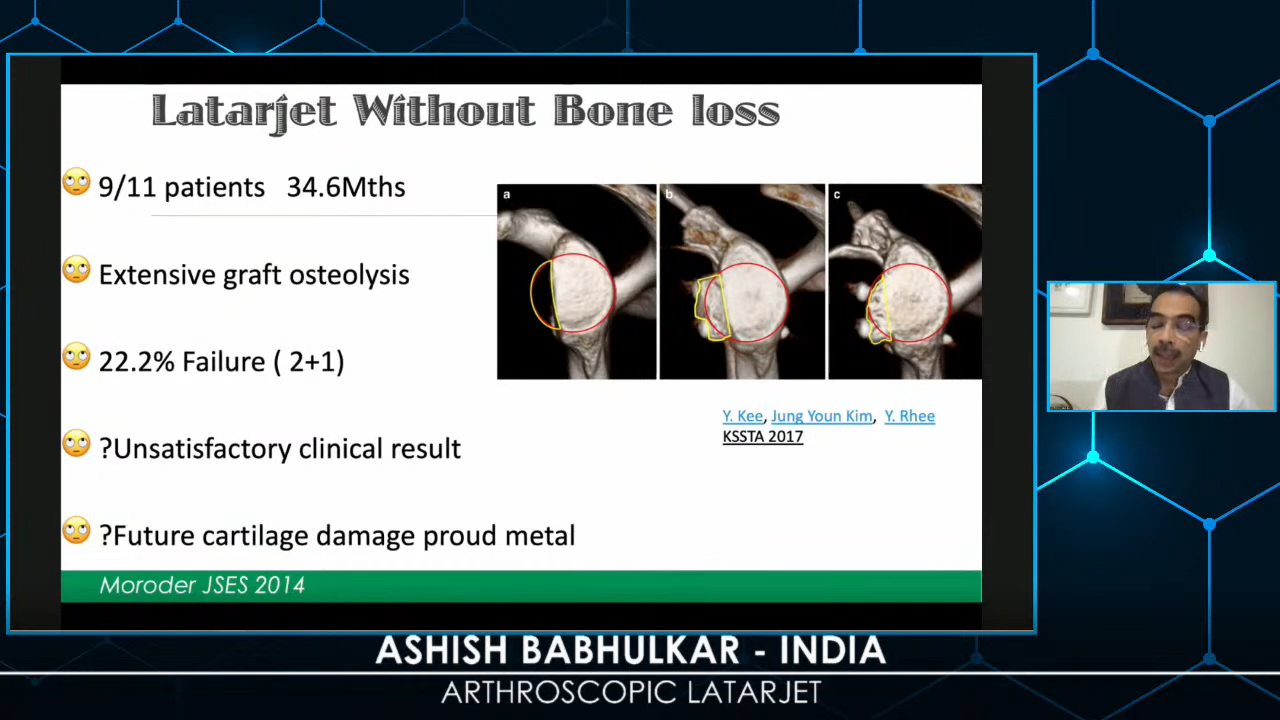 Latarjet Without Bone loss
9/11 patients 34.6Mths
Extensive graft osteolysis
22.2% Failure ( 2+1)
?Unsatisfactory clinical result
?Future cartilage damage proud metal
a
b
c
Y. Kee, Jung Youn Kim, Y. Rhee
KSSTA 2017
Moroder JSES 2014
ASHISH BABHULKAR - INDIA
ARTHROSCOPIC LATARJET